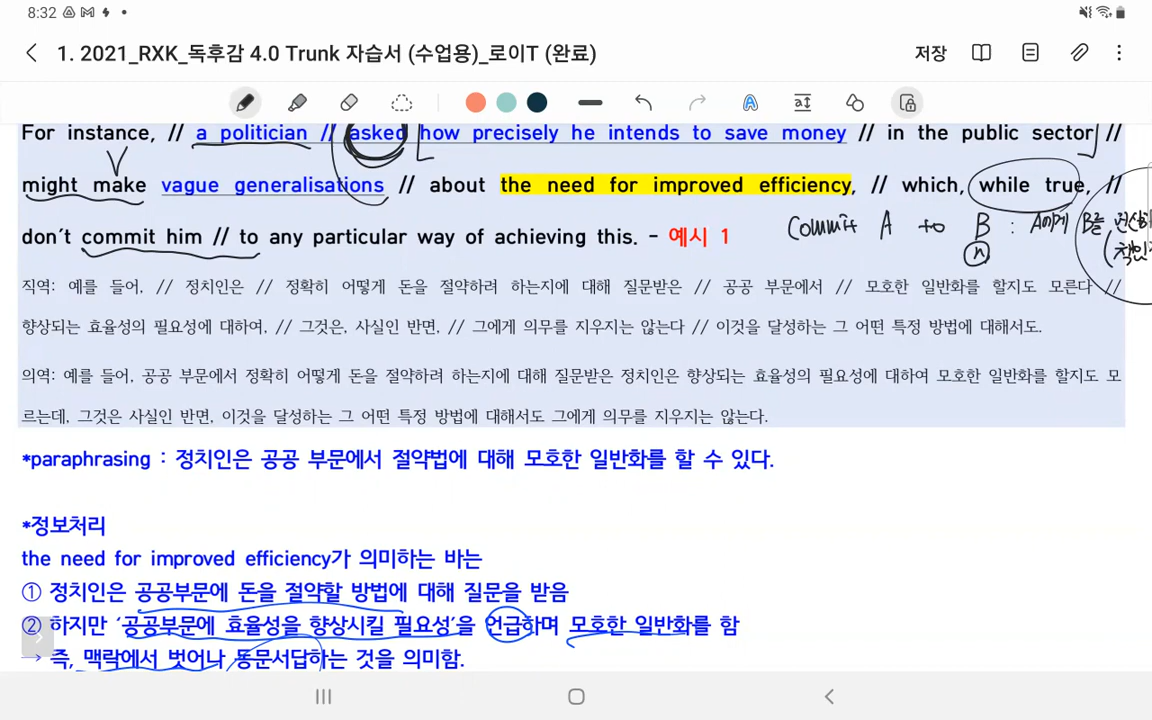 8:32
1. 2021_RXK_독후감 4.0 Trunk 자습서 (수업용)_로이T (완료)
저장
For instance, // a politician // asked how precisely he intends to save money // in the public sector //
might make vague generalisations // about the need for improved efficiency, // which, while true, //
don't commit him // to any particular way of achieving this. - 예시 1
Commit A to B : A에게 B를
n
직역: 예를 들어, // 정치인은 // 정확히 어떻게 돈을 절약하려 하는지에 대해 질문받은 // 공공 부문에서 // 모호한 일반화를 할지도 모른다 //
향상되는 효율성의 필요성에 대하여, // 그것은, 사실인 반면, // 그에게 의무를 지우지는 않는다 // 이것을 달성하는 그 어떤 특정 방법에 대해서도.
의역: 예를 들어, 공공 부문에서 정확히 어떻게 돈을 절약하려 하는지에 대해 질문받은 정치인은 향상되는 효율성의 필요성에 대하여 모호한 일반화를 할지도 모
르는데, 그것은 사실인 반면, 이것을 달성하는 그 어떤 특정 방법에 대해서도 그에게 의무를 지우지는 않는다.
*paraphrasing : 정치인은 공공 부문에서 절약법에 대해 모호한 일반화를 할 수 있다.
*정보처리
the need for improved efficiency가 의미하는 바는
① 정치인은 공공부문에 돈을 절약할 방법에 대해 질문을 받음
② 하지만 '공공부문에 효율성을 향상시킬 필요성'을 언급하며 모호한 일반화를 함
→ 즉, 맥락에서 벗어나 동문서답하는 것을 의미함.